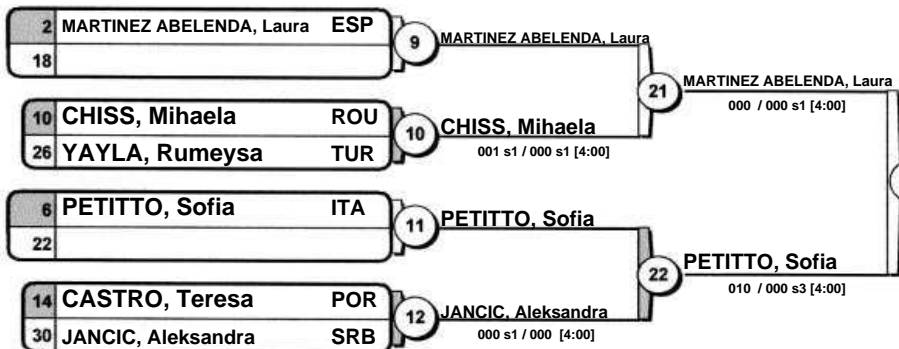 2 MARTINEZ ABELENDA, Laura ESP
18
9
MARTINEZ ABELENDA, Laura
10 CHISS, Mihaela ROU
26 YAYLA, Rumeysa TUR
10
CHISS, Mihaela
001 s1 / 000 s1 [4:00]
21
MARTINEZ ABELENDA, Laura
000 / 000 s1 [4:00]
6 PETITTO, Sofia ITA
22
11
PETITTO, Sofia
14 CASTRO, Teresa POR
30 JANCIC, Aleksandra SRB
12
JANCIC, Aleksandra
000 s1 / 000 [4:00]
22
PETITTO, Sofia
010 / 000 s3 [4:00]